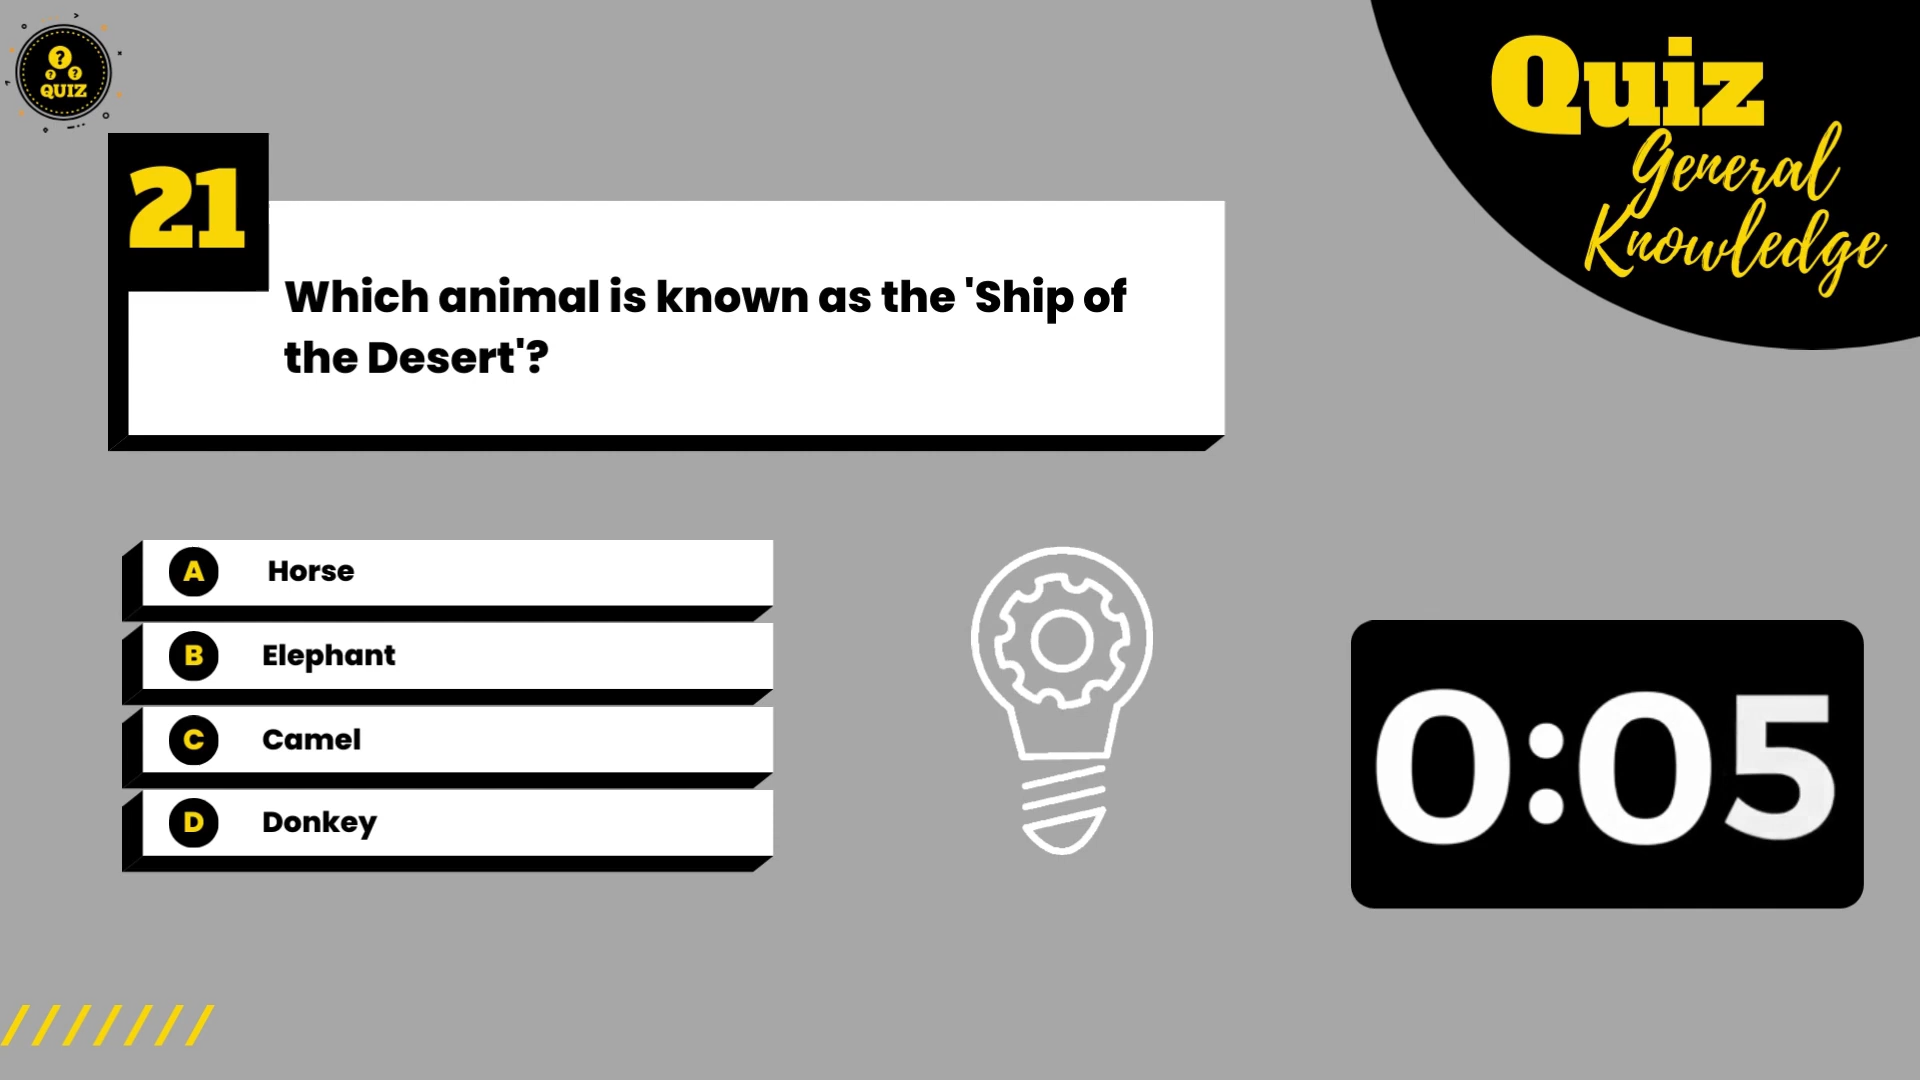 ? ? ?
QUIZ
Quiz
General
Knowledge
21
Which animal is known as the 'Ship of
the Desert'?
A Horse
B Elephant
C Camel
D Donkey
0:05